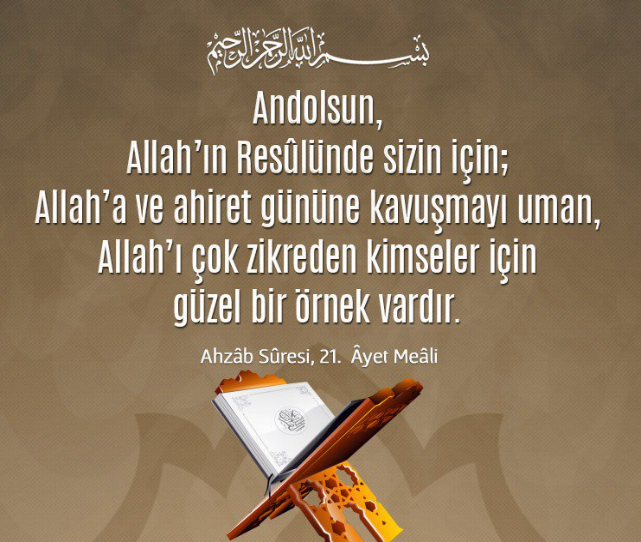 بسم الله الرحمن الرحيم
Andolsun,
Allah’ın Resûlünde sizin için;
Allah’a ve ahiret gününe kavuşmayı uman,
Allah’ı çok zikreden kimseler için
güzel bir örnek vardır.
Ahzâb Sûresi, 21. Âyet Meâli